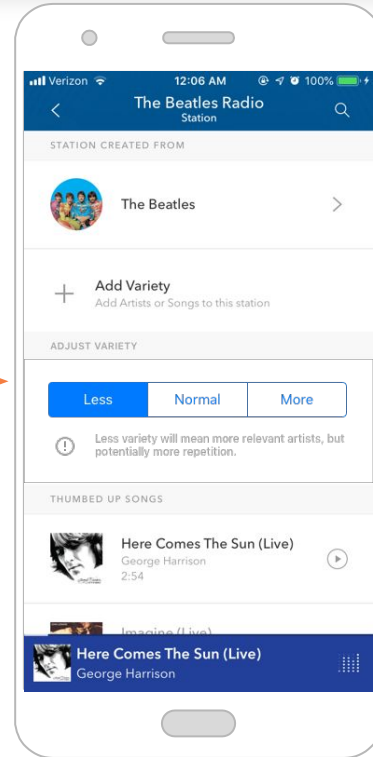 Verizon 12:06 AM 100%
The Beatles Radio
Station
STATION CREATED FROM
The Beatles
Add Variety
Add Artists or Songs to this station
ADJUST VARIETY
Less Normal More
Less variety will mean more relevant artists, but
potentially more repetition.
THUMBED UP SONGS
Here Comes The Sun (Live)
George Harrison
2:54
Imagine (Live)
Here Comes The Sun (Live)
George Harrison